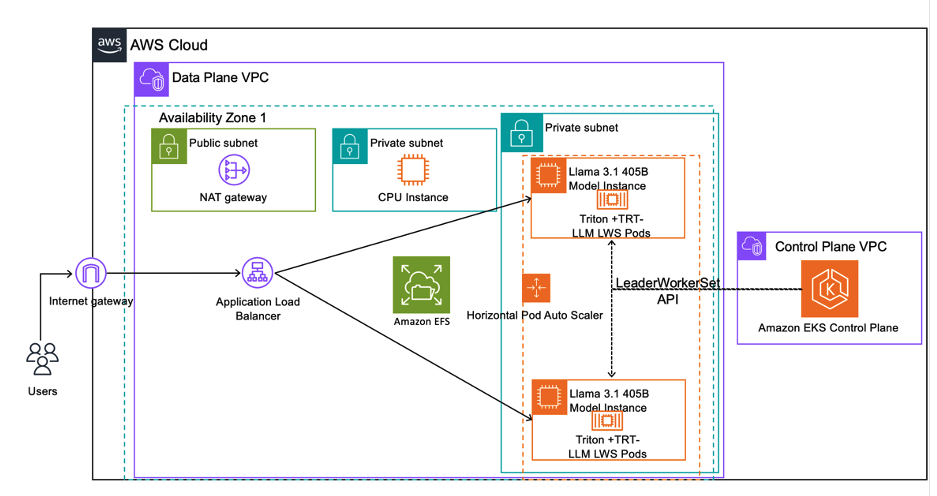 aws
AWS Cloud
Data Plane VPC
Availability Zone 1
Public subnet
NAT gateway
Private subnet
CPU Instance
Private subnet
Llama 3.1 405B
Model Instance
Triton +TRT-
LLM LWS Pods
Control Plane VPC
Amazon EKS Control Plane
LeaderWorkerSet
API
Internet gateway
Application Load
Balancer
Amazon EFS
Horizontal Pod Auto Scaler
Users
Llama 3.1 405B
Model Instance
Triton +TRT-
LLM LWS Pods